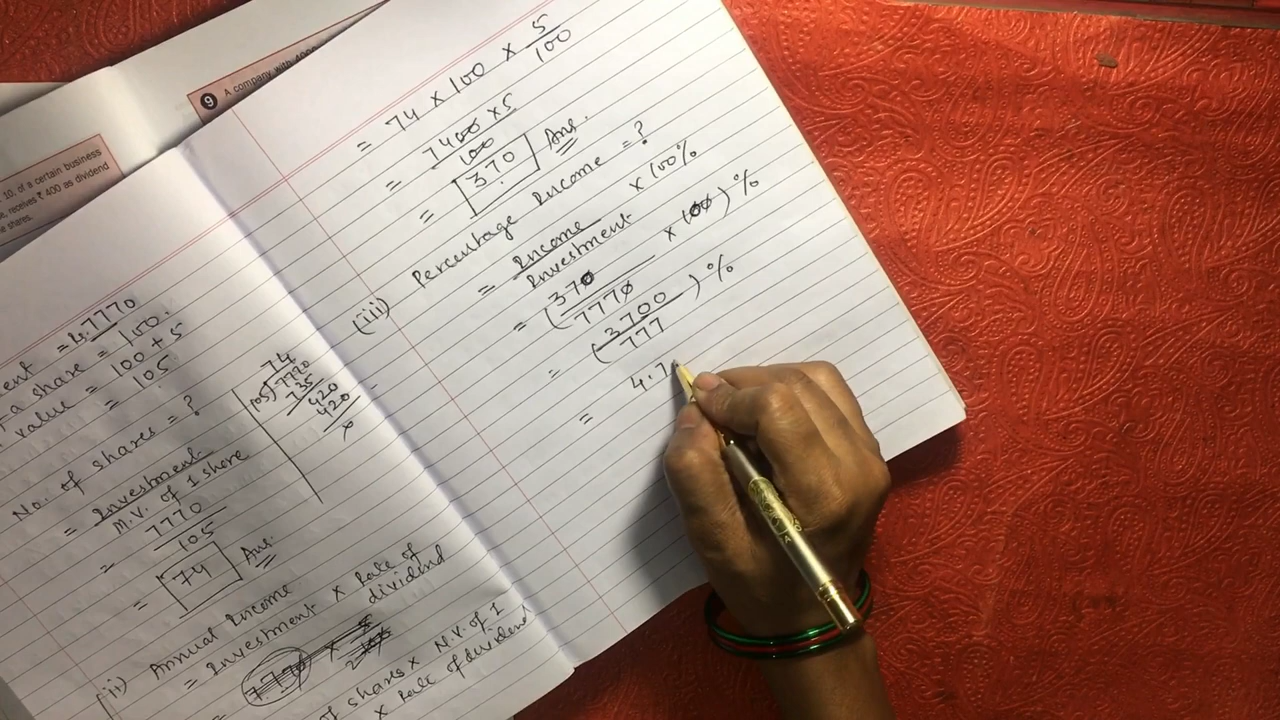 9 A company with 4000
10, of a certain business
receives ₹ 400 as dividend
shares.
ent = ₹.7770
a share = 100.
value = 100 + 5
= 105
No. of shares = ?
= Investment / M.V. of 1 share
= 7770 / 105
= 74 Ans.
74
105) 7770
735
420
420
x
(ii) Annual Income
= Investment × Rate of dividend
of shares × N.V. of 1
× Rate of dividend
= 74 × 100 × 5/100
= 7400 × 5 / 100
= 370 Ans.
(iii) Percentage Income = ?
= Income / Investment × 100%
= (370 / 7770 × 100) %
= (3700 / 777) %
= 4.7